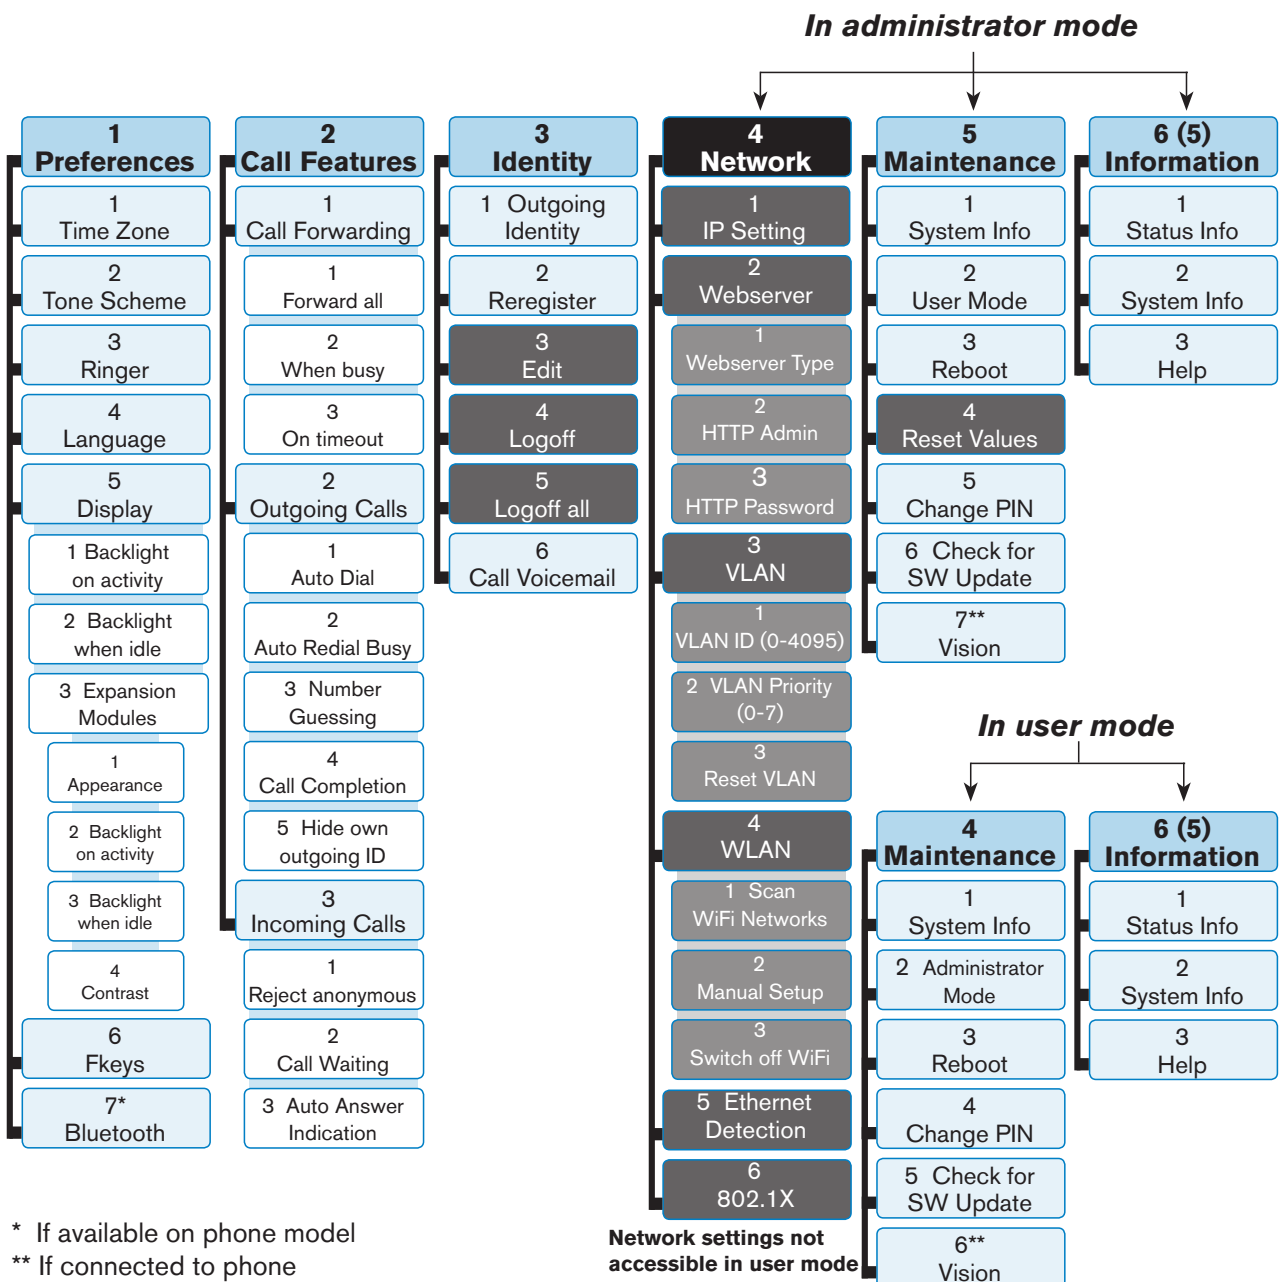 In administrator mode
1
Preferences
1
Time Zone
2
Tone Scheme
3
Ringer
4
Language
5
Display
1 Backlight
on activity
2 Backlight
when idle
3 Expansion
Modules
1
Appearance
2 Backlight
on activity
3 Backlight
when idle
4
Contrast
6
Fkeys
7*
Bluetooth
2
Call Features
1
Call Forwarding
1
Forward all
2
When busy
3
On timeout
2
Outgoing Calls
1
Auto Dial
2
Auto Redial Busy
3 Number
Guessing
4
Call Completion
5 Hide own
outgoing ID
3
Incoming Calls
1
Reject anonymous
2
Call Waiting
3 Auto Answer
Indication
3
Identity
1 Outgoing
Identity
2
Reregister
3
Edit
4
Logoff
5
Logoff all
6
Call Voicemail
4
Network
1
IP Setting
2
Webserver
1
Webserver Type
2
HTTP Admin
3
HTTP Password
3
VLAN
1
VLAN ID (0-4095)
2 VLAN Priority
(0-7)
3
Reset VLAN
4
WLAN
1 Scan
WiFi Networks
2
Manual Setup
3
Switch off WiFi
5 Ethernet
Detection
6
802.1X
Network settings not
accessible in user mode
5
Maintenance
1
System Info
2
User Mode
3
Reboot
4
Reset Values
5
Change PIN
6 Check for
SW Update
7**
Vision
6 (5)
Information
1
Status Info
2
System Info
3
Help
In user mode
4
Maintenance
1
System Info
2 Administrator
Mode
3
Reboot
4
Change PIN
5 Check for
SW Update
6**
Vision
6 (5)
Information
1
Status Info
2
System Info
3
Help
* If available on phone model
** If connected to phone